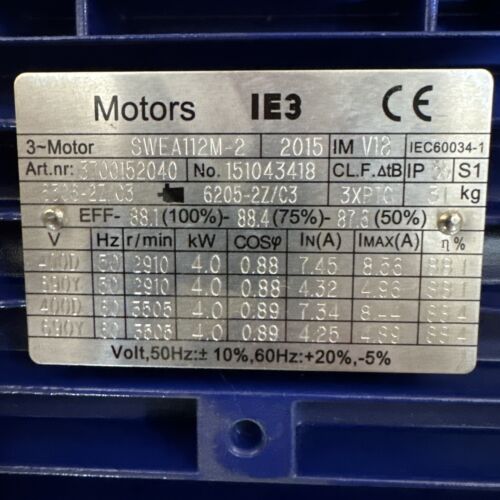 Motors IE3 CE
3~Motor SWEA112M-2 2015 IM V18 IEC60034-1
Art.nr: 3700152040 No. 151043418 CL.F.ΔtB IP S1
6205-2Z/C3 3XPTC 31 kg
EFF- 88.1(100%)- 88.4(75%)- 87.6(50%)
V Hz r/min kW COSφ IN(A) IMAX(A) η%
400D 50 2910 4.0 0.88 7.45 8.56 88.1
690Y 50 2910 4.0 0.88 4.32 4.96 88.1
400D 60 3505 4.0 0.89 7.34 8.44 88.4
690Y 60 3505 4.0 0.89 4.25 4.89 88.4
Volt,50Hz:± 10%,60Hz:+20%,-5%